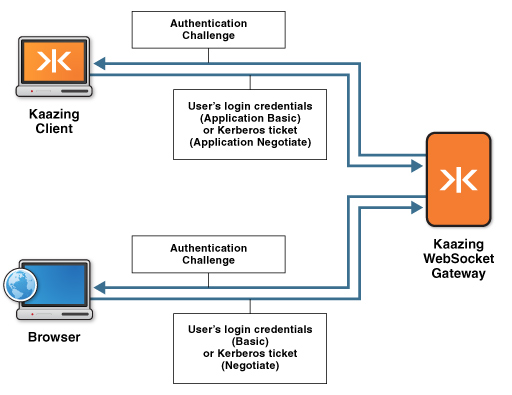 Authentication
Challenge
Kaazing
Client
User's login credentials
(Application Basic)
or Kerberos ticket
(Application Negotiate)
Kaazing
WebSocket
Gateway
Authentication
Challenge
Browser
User's login credentials
(Basic)
or Kerberos ticket
(Negotiate)